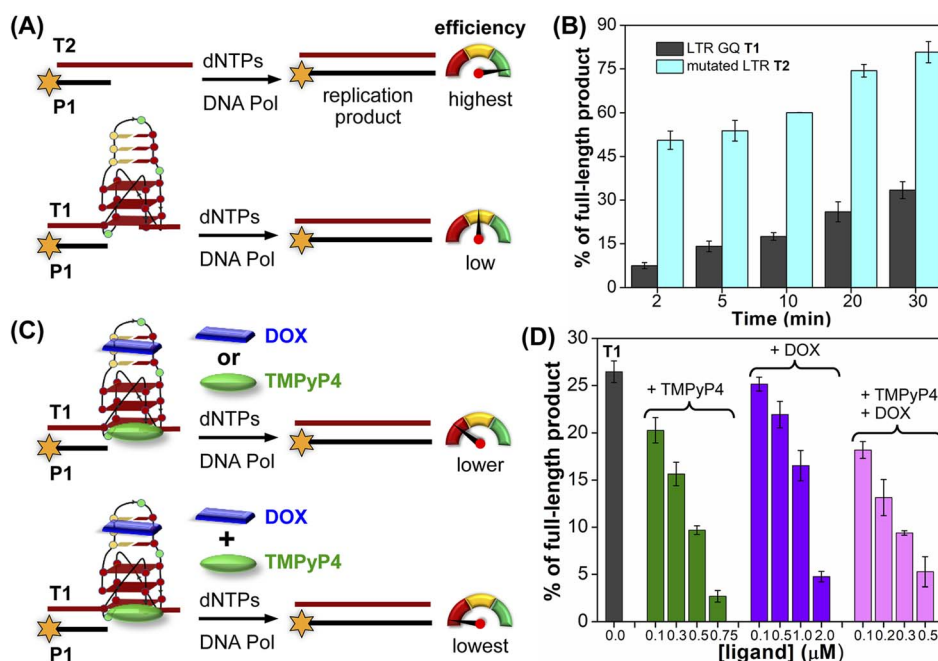 (A)
T2
P1
dNTPs
DNA Pol
replication
product
efficiency
highest
T1
P1
dNTPs
DNA Pol
low
(B)
% of full-length product
90
75
60
45
30
15
0
LTR GQ T1
mutated LTR T2
2 5 10 20 30
Time (min)
(C)
DOX
or
TMPyP4
T1
P1
dNTPs
DNA Pol
lower
DOX
+
TMPyP4
T1
P1
dNTPs
DNA Pol
lowest
(D)
% of full-length product
30
25
20
15
10
5
0
T1
+ TMPyP4
+ DOX
+ TMPyP4
+ DOX
0.0 0.1 0.3 0.5 0.75 0.1 0.5 1.0 2.0 0.1 0.20 0.3 0.5
[ligand] (μM)